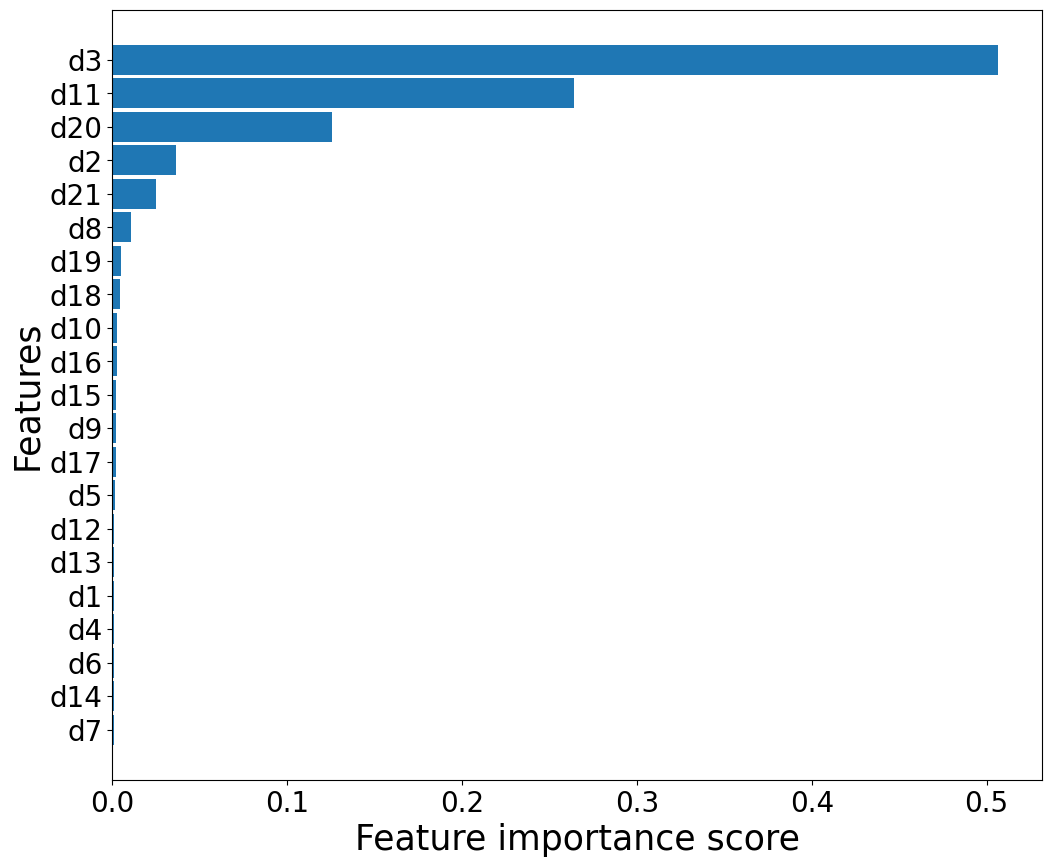 Features
d3
d11
d20
d2
d21
d8
d19
d18
d10
d16
d15
d9
d17
d5
d12
d13
d1
d4
d6
d14
d7
0.0 0.1 0.2 0.3 0.4 0.5
Feature importance score